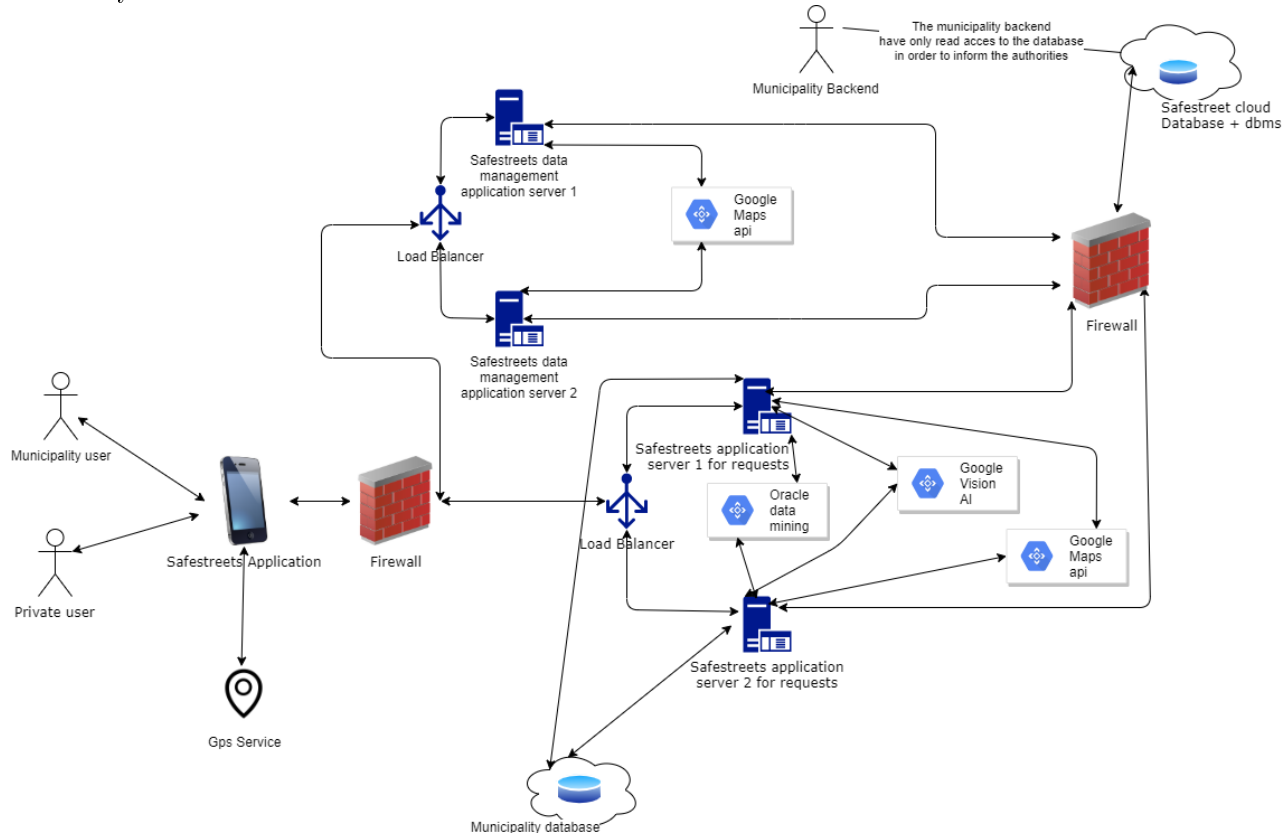 The municipality backend
have only read acces to the database
in order to inform the authorities
Municipality Backend
Safestreet cloud
Database + dbms
Safestreets data
management
application server 1
Google
Maps
api
Load Balancer
Firewall
Safestreets data
management
application server 2
Municipality user
Safestreets application
server 1 for requests
Google
Vision
AI
Oracle
data
mining
Load Balancer
Google
Maps
api
Safestreets Application
Firewall
Private user
Safestreets application
server 2 for requests
Gps Service
Municipality database